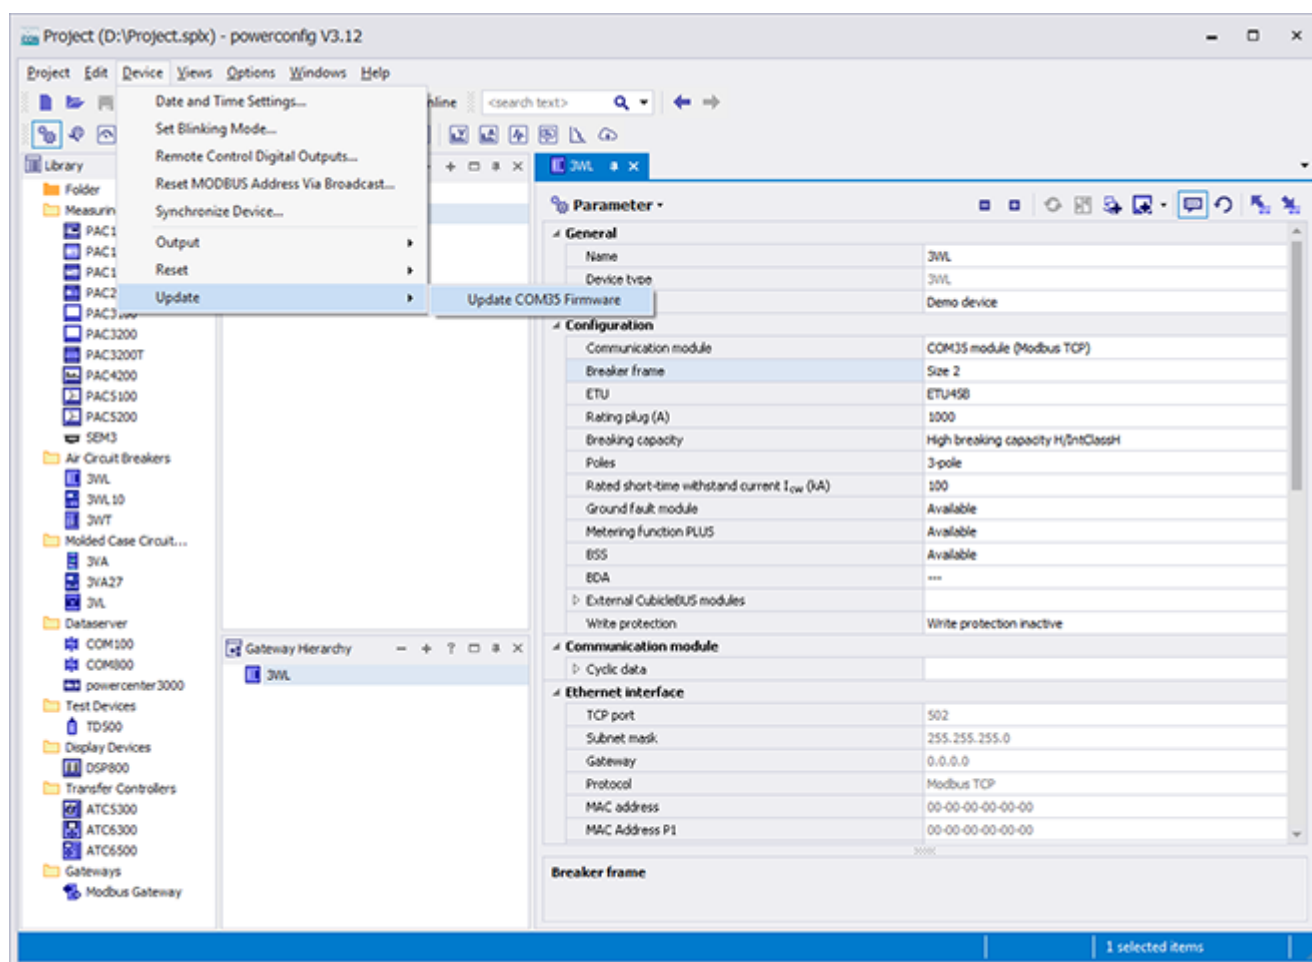 Project (D:\Project.splx) - powerconfig V3.12
Project Edit Device Views Options Windows Help
<search text>
Date and Time Settings...
Set Blinking Mode...
Remote Control Digital Outputs...
Reset MODBUS Address Via Broadcast...
Synchronize Device...
Output
Reset
Update
Update COM35 Firmware
Library
Folder
PAC3200
PAC3200T
PAC4200
PAC5100
PAC5200
SEM3
Air Circuit Breakers
3WL
3WL10
3WT
Molded Case Circuit...
3VA
3VA27
3VL
Dataserver
COM100
COM800
powercenter3000
Test Devices
TD500
Display Devices
DSP800
Transfer Controllers
ATC5300
ATC6300
ATC6500
Gateways
Modbus Gateway
Gateway Hierarchy
3WL
3WL
Parameter
General
Name 3WL
Device type 3WL
Demo device
Configuration
Communication module COM35 module (Modbus TCP)
Breaker frame Size 2
ETU ETU45B
Rating plug (A) 1000
Breaking capacity High breaking capacity H/IntClassH
Poles 3-pole
Rated short-time withstand current Icw (kA) 100
Ground fault module Available
Metering function PLUS Available
BSS Available
BDA ---
External CubicleBUS modules
Write protection Write protection inactive
Communication module
Cyclic data
Ethernet interface
TCP port 502
Subnet mask 255.255.255.0
Gateway 0.0.0.0
Protocol Modbus TCP
MAC address 00-00-00-00-00-00
MAC Address P1 00-00-00-00-00-00
Breaker frame
1 selected items